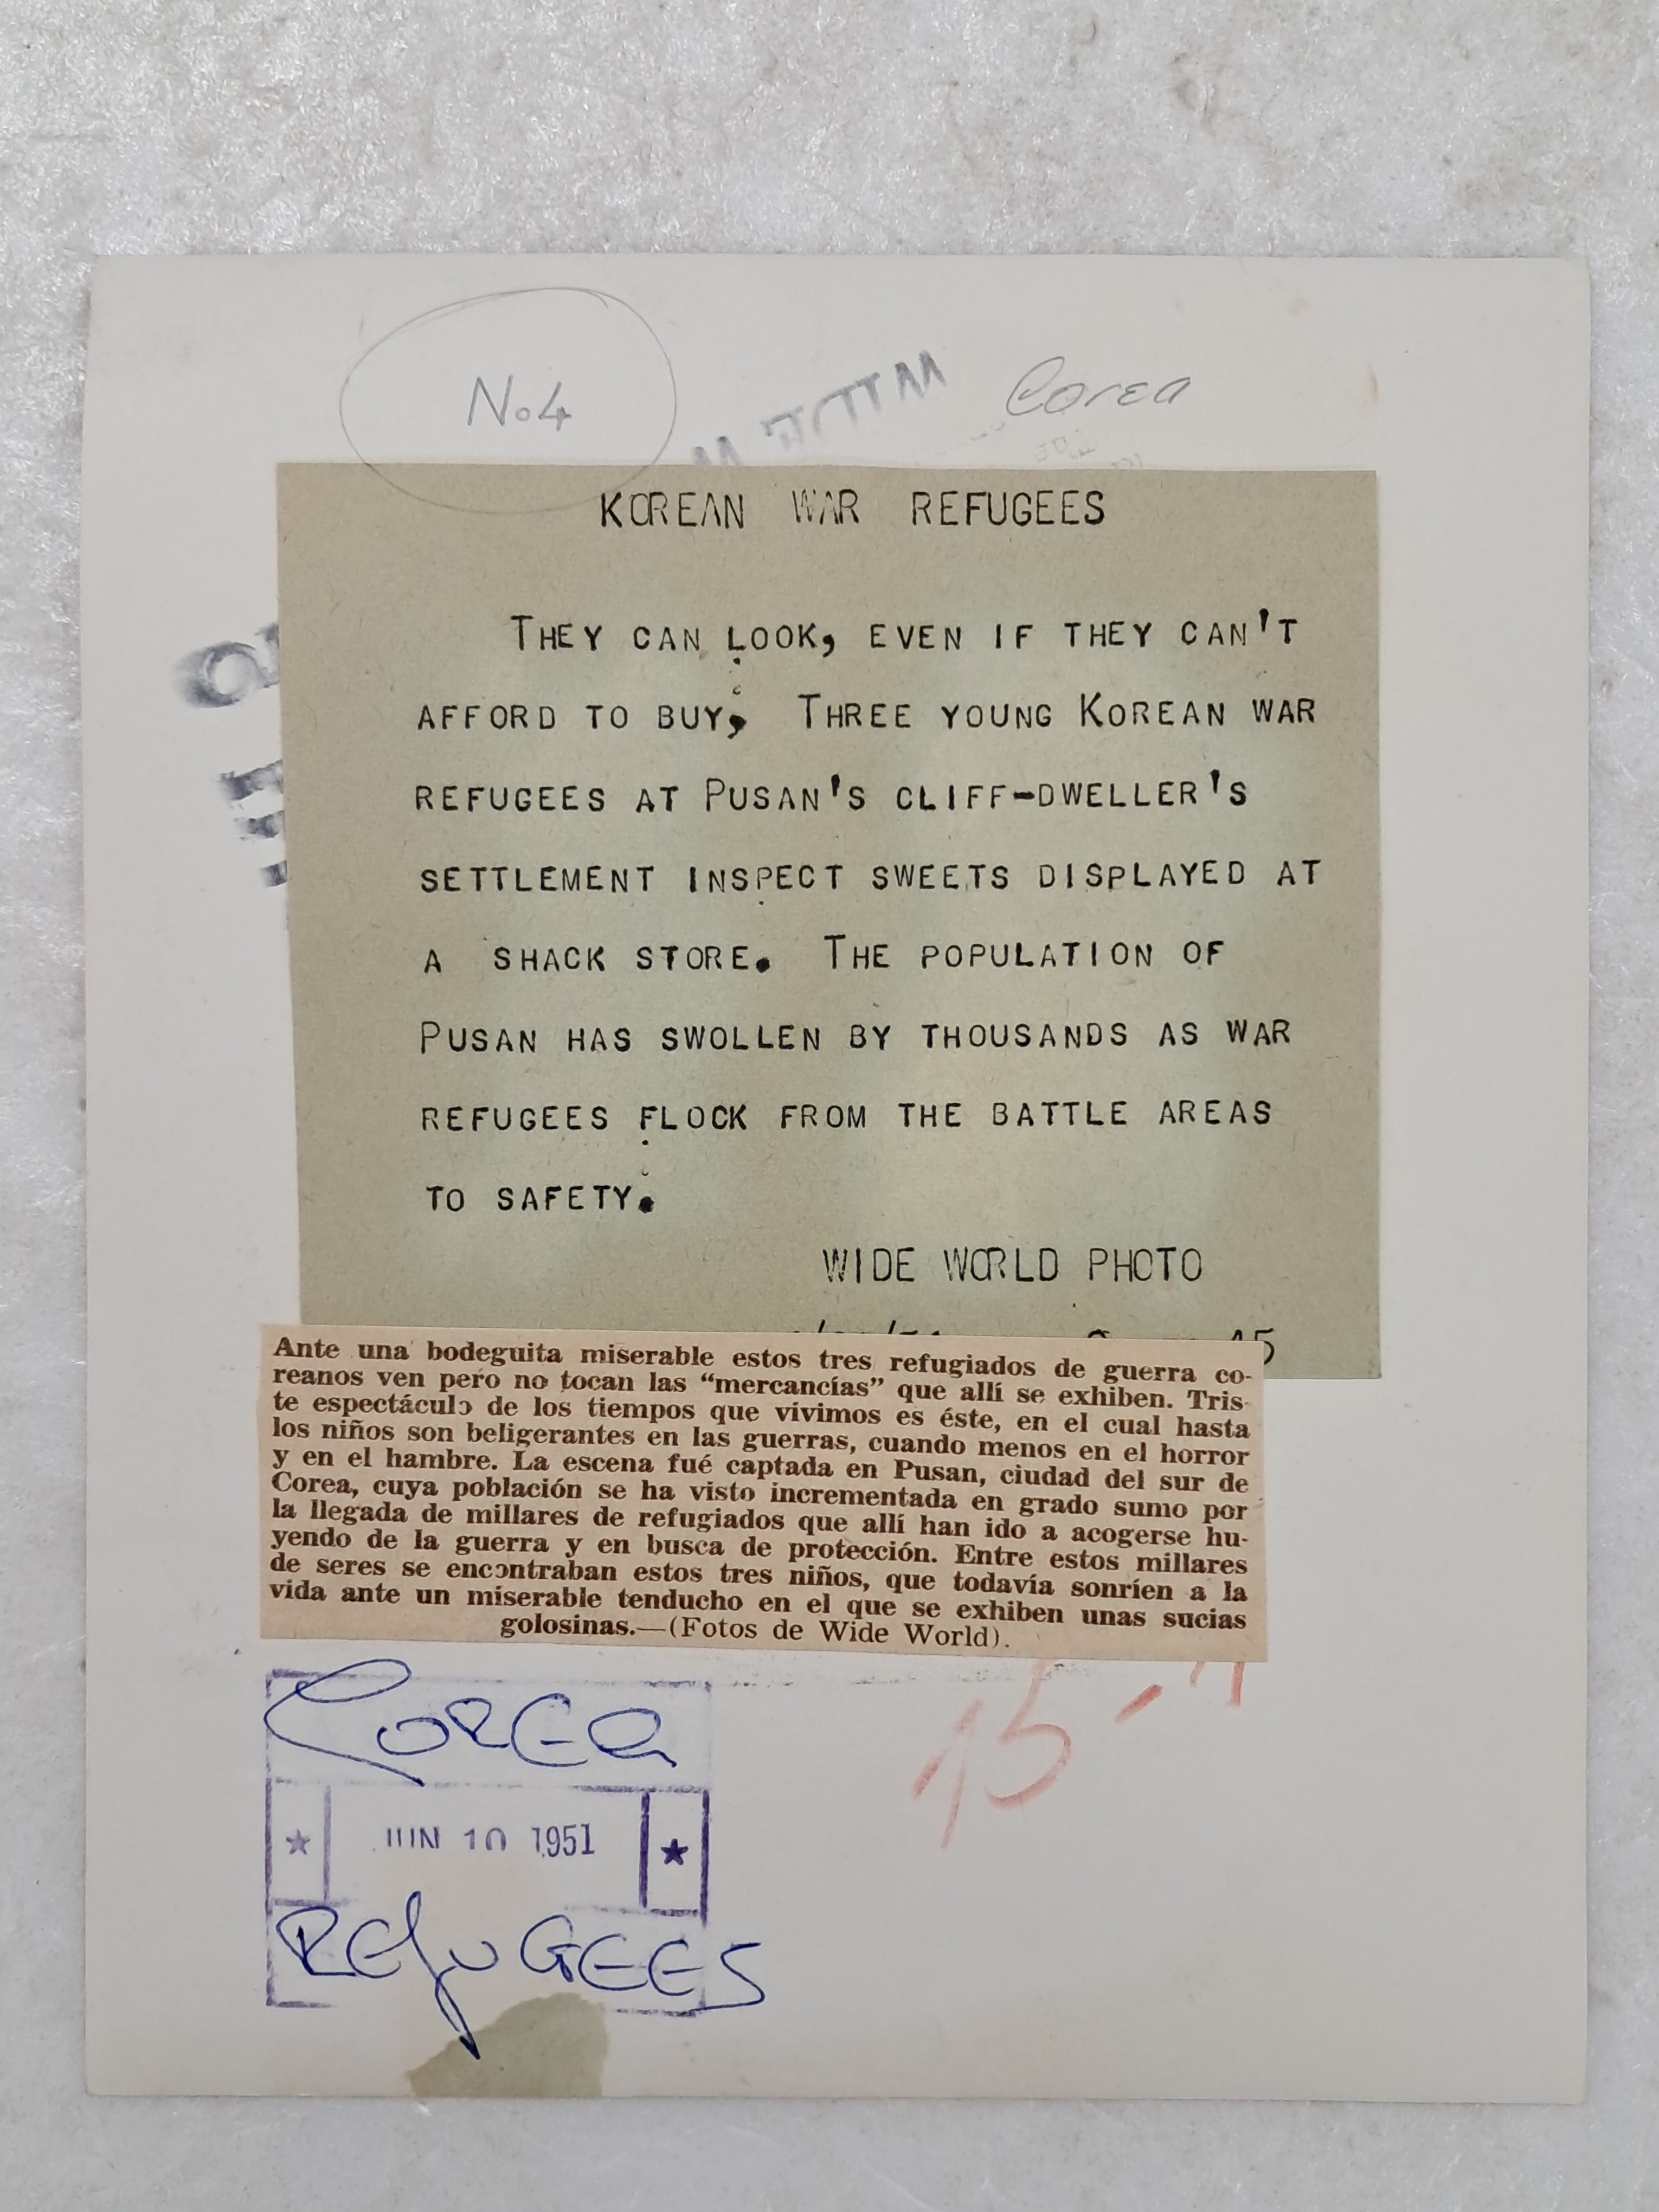 No. 4
Corea
KOREAN WAR REFUGEES
THEY CAN LOOK, EVEN IF THEY CAN'T
AFFORD TO BUY; THREE YOUNG KOREAN WAR
REFUGEES AT PUSAN'S CLIFF-DWELLER'S
SETTLEMENT INSPECT SWEETS DISPLAYED AT
A SHACK STORE. THE POPULATION OF
PUSAN HAS SWOLLEN BY THOUSANDS AS WAR
REFUGEES FLOCK FROM THE BATTLE AREAS
TO SAFETY.
WIDE WORLD PHOTO
Ante una bodeguita miserable estos tres refugiados de guerra co-
reanos ven pero no tocan las “mercancías” que allí se exhiben. Tris-
te espectáculo de los tiempos que vivimos es éste, en el cual hasta
los niños son beligerantes en las guerras, cuando menos en el horror
y en el hambre. La escena fué captada en Pusan, ciudad del sur de
Corea, cuya población se ha visto incrementada en grado sumo por
la llegada de millares de refugiados que allí han ido a acogerse hu-
yendo de la guerra y en busca de protección. Entre estos millares
de seres se encontraban estos tres niños, que todavía sonríen a la
vida ante un miserable tenducho en el que se exhiben unas sucias
golosinas.—(Fotos de Wide World).
COREA
15-
★ JUN 10 1951 ★
REfUGEES